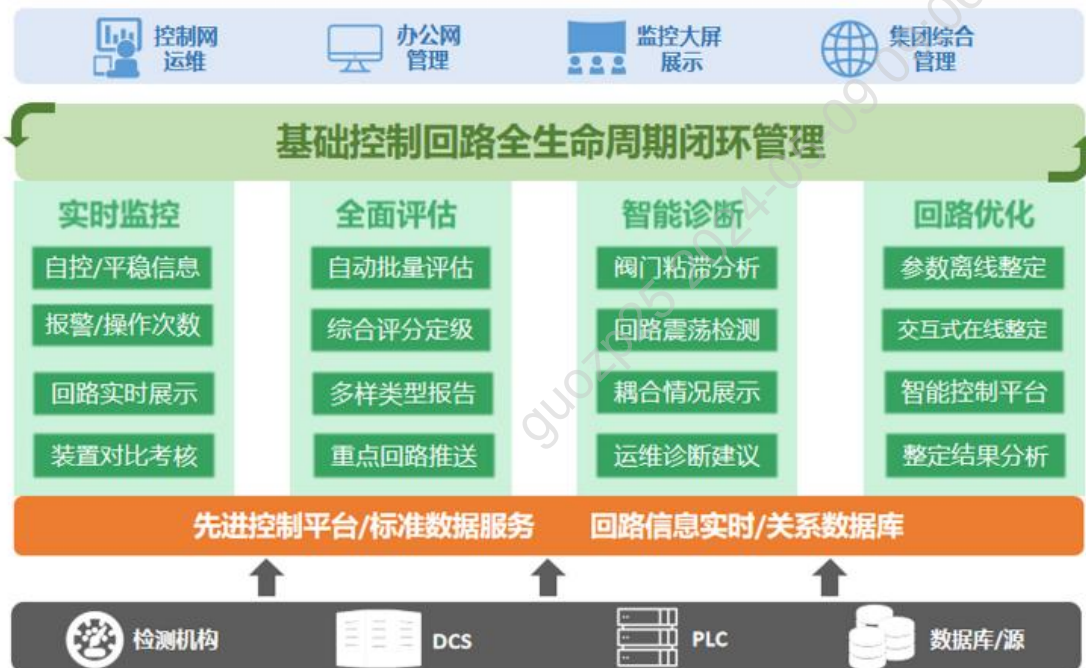 控制网
运维
办公网
管理
监控大屏
展示
集团综合
管理
基础控制回路全生命周期闭环管理
实时监控
自控/平稳信息
报警/操作次数
回路实时展示
装置对比考核
全面评估
自动批量评估
综合评分定级
多样类型报告
重点回路推送
智能诊断
阀门粘滞分析
回路震荡检测
耦合情况展示
运维诊断建议
回路优化
参数离线整定
交互式在线整定
智能控制平台
整定结果分析
先进控制平台/标准数据服务 回路信息实时/关系数据库
检测机构
DCS
PLC
数据库/源